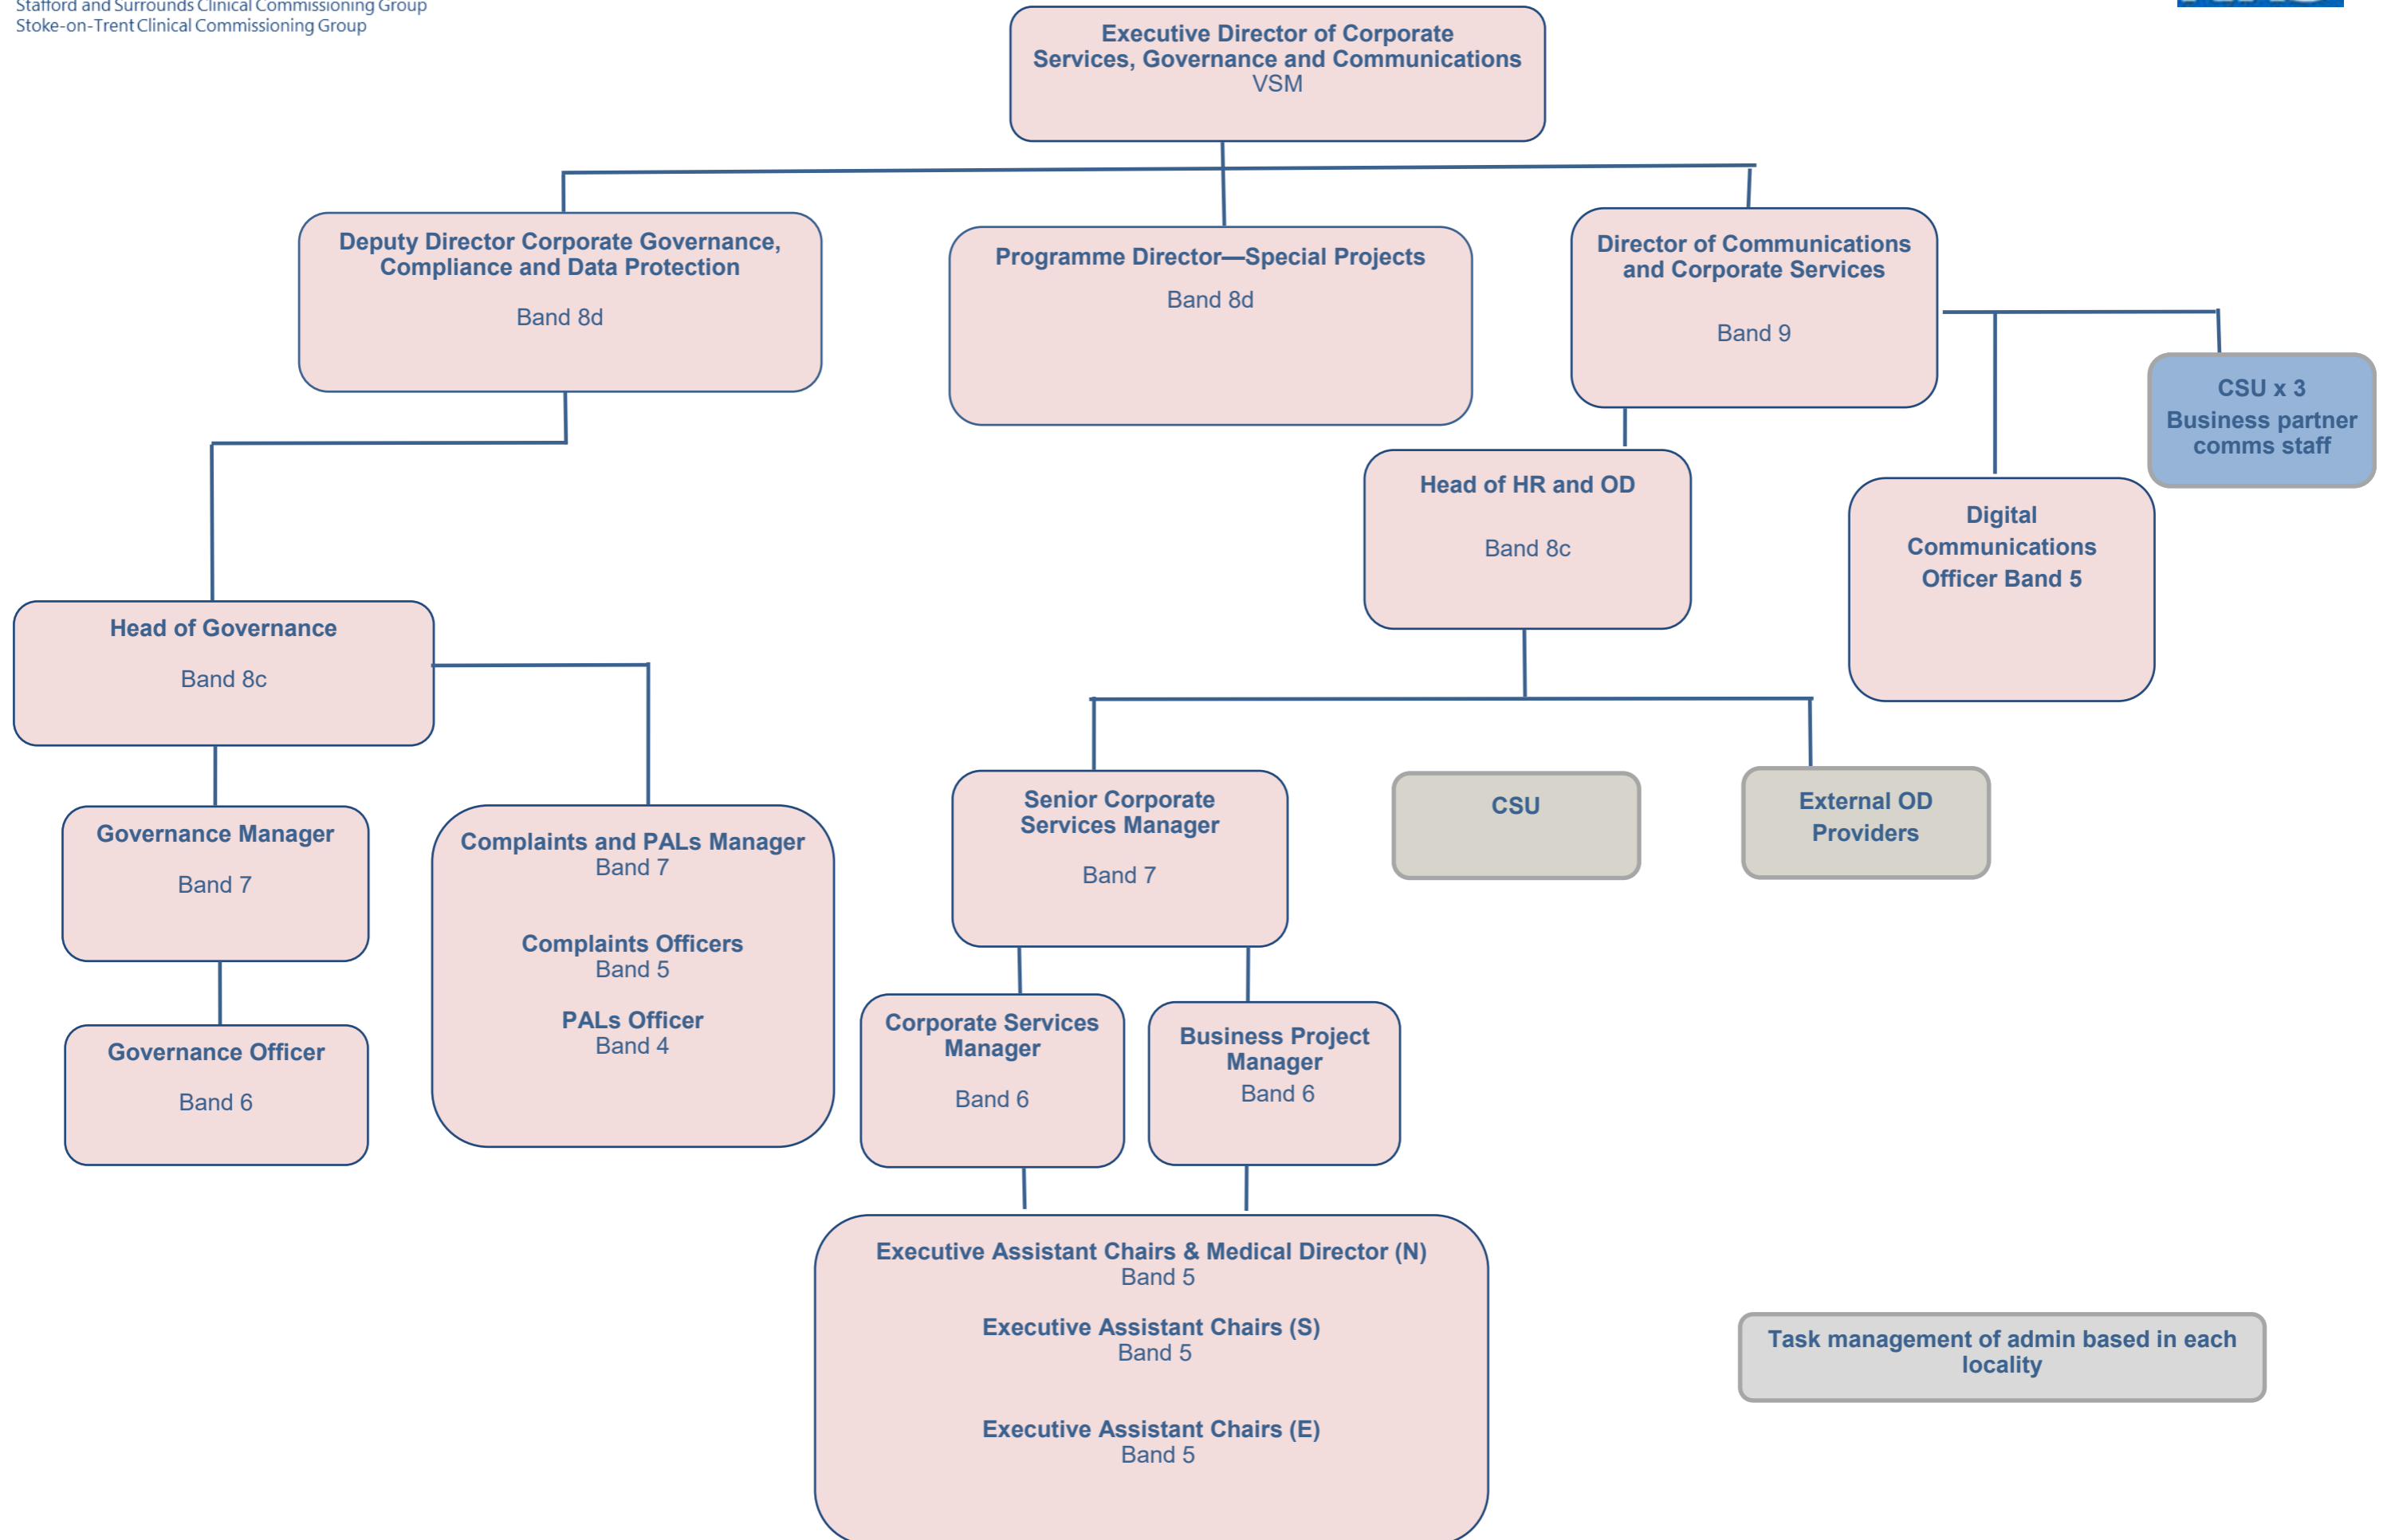 Stafford and Surrounds Clinical Commissioning Group
Stoke-on-Trent Clinical Commissioning Group
Executive Director of Corporate
Services, Governance and Communications
VSM
Deputy Director Corporate Governance,
Compliance and Data Protection
Band 8d
Programme Director—Special Projects
Band 8d
Director of Communications
and Corporate Services
Band 9
CSU x 3
Business partner
comms staff
Head of HR and OD
Band 8c
Digital
Communications
Officer Band 5
Head of Governance
Band 8c
Governance Manager
Band 7
Complaints and PALs Manager
Band 7
Complaints Officers
Band 5
PALs Officer
Band 4
Governance Officer
Band 6
Senior Corporate
Services Manager
Band 7
CSU
External OD
Providers
Corporate Services
Manager
Band 6
Business Project
Manager
Band 6
Executive Assistant Chairs & Medical Director (N)
Band 5
Executive Assistant Chairs (S)
Band 5
Executive Assistant Chairs (E)
Band 5
Task management of admin based in each
locality